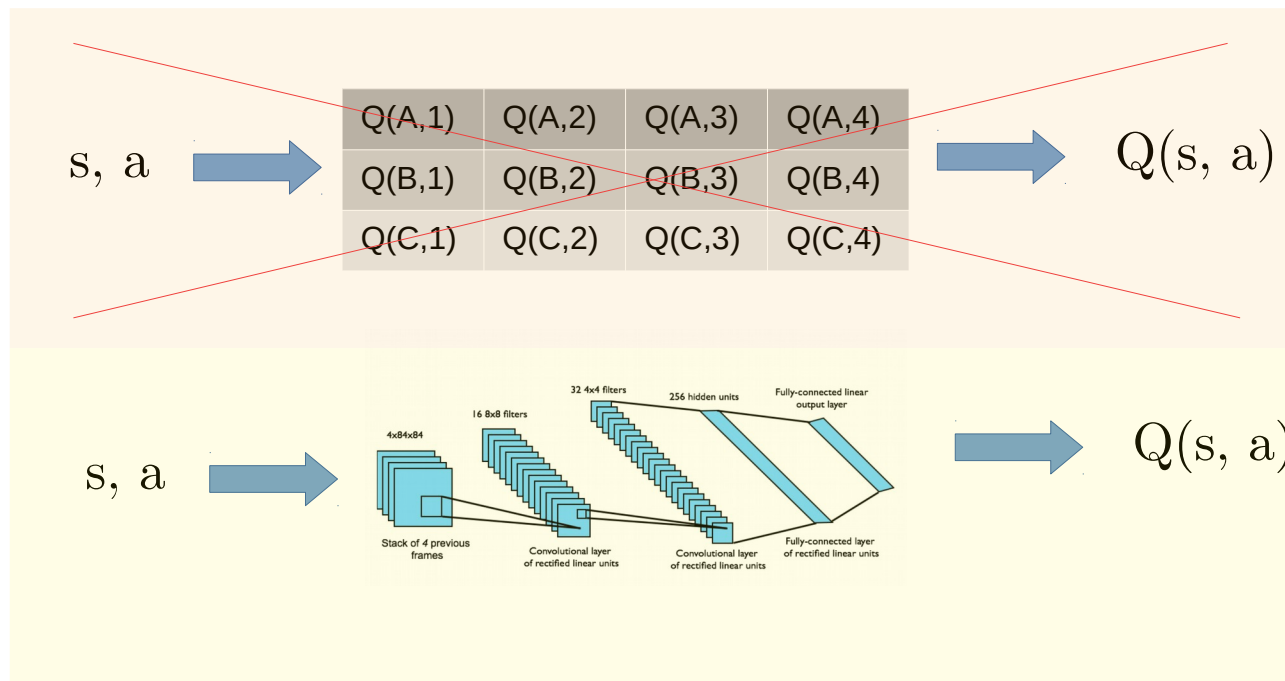 s, a
Q(A,1) Q(A,2) Q(A,3) Q(A,4)
Q(B,1) Q(B,2) Q(B,3) Q(B,4)
Q(C,1) Q(C,2) Q(C,3) Q(C,4)
Q(s, a)
s, a
4x84x84
Stack of 4 previous
frames
16 8x8 filters
Convolutional layer
of rectified linear units
32 4x4 filters
Convolutional layer
of rectified linear units
256 hidden units
Fully-connected layer
of rectified linear units
Fully-connected linear
output layer
Q(s, a)